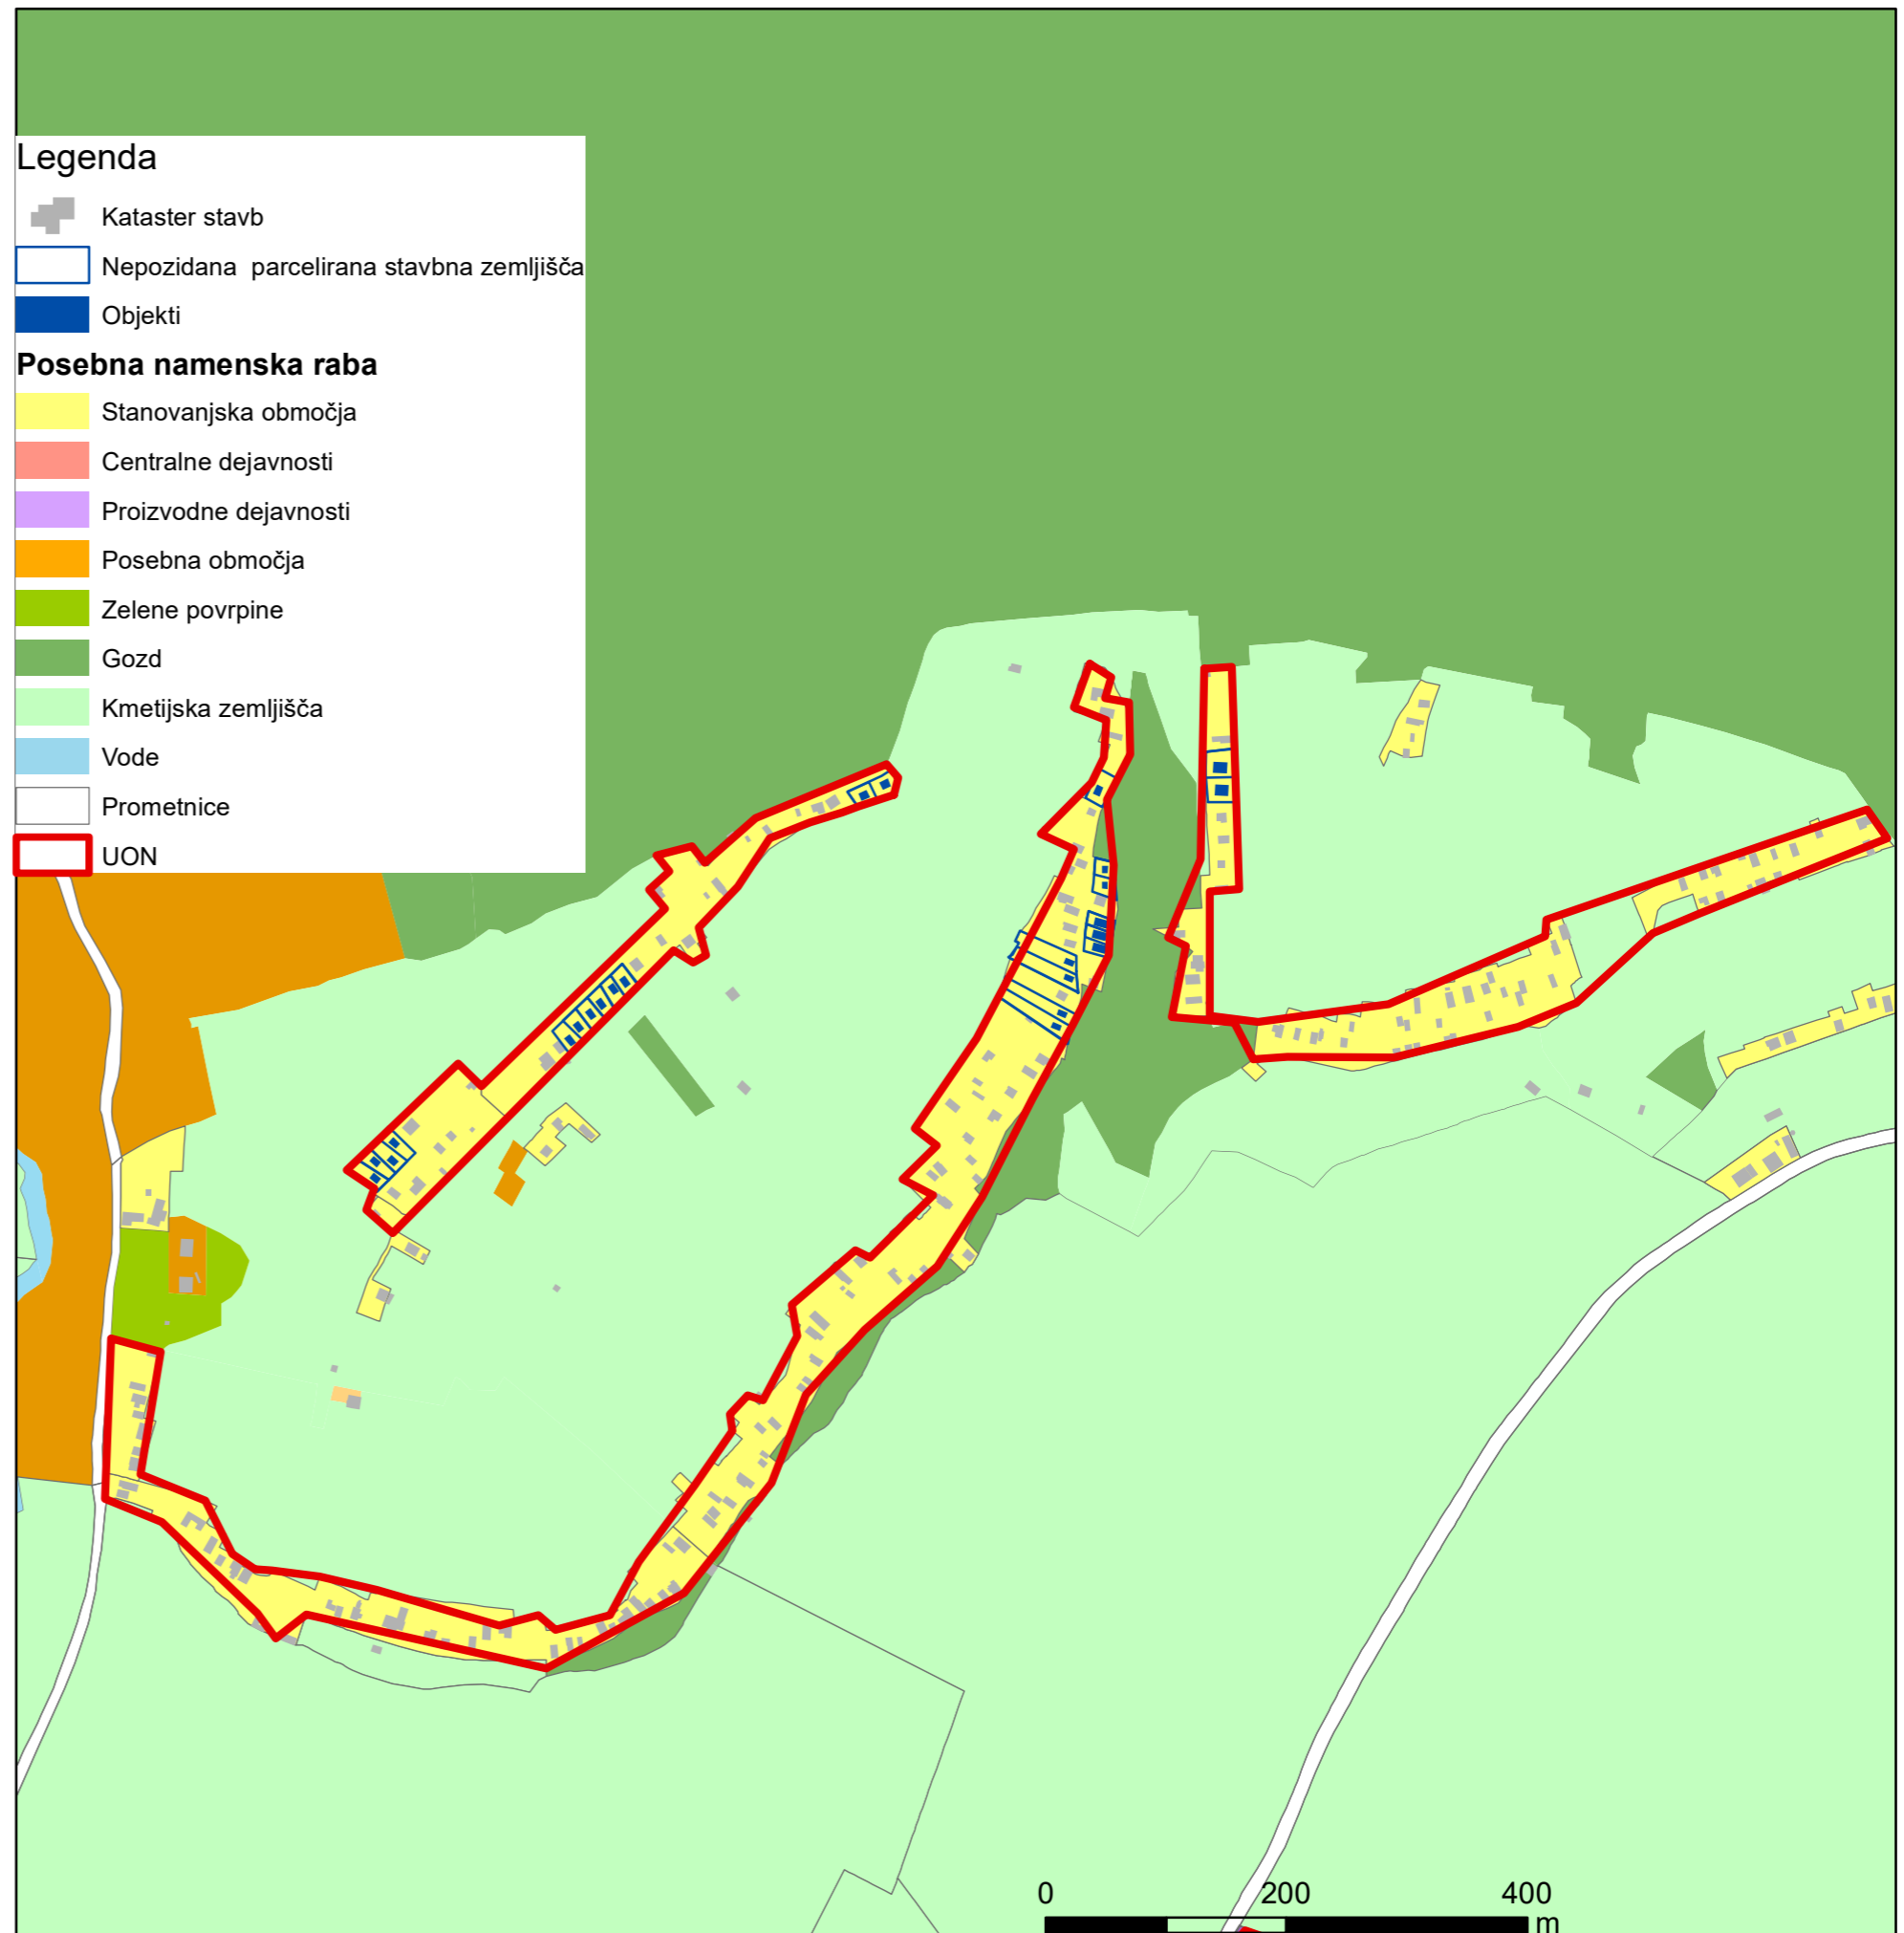 Legenda
Kataster stavb
Nepozidana parcelirana stavbna zemljišča
Objekti
Posebna namenska raba
Stanovanjska območja
Centralne dejavnosti
Proizvodne dejavnosti
Posebna območja
Zelene povrpine
Gozd
Kmetijska zemljišča
Vode
Prometnice
UON
0 200 400
m